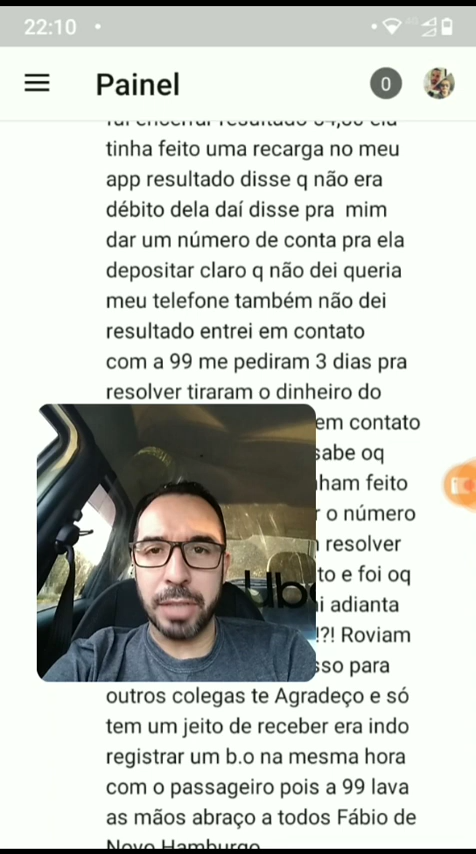 22:10
4G
Painel
0
tinha feito uma recarga no meu
app resultado disse q não era
débito dela daí disse pra mim
dar um número de conta pra ela
depositar claro q não dei queria
meu telefone também não dei
resultado entrei em contato
com a 99 me pediram 3 dias pra
resolver tiraram o dinheiro do
em contato
sabe oq
feito
o número
resolver
to e foi oq
adianta
!?! Roviam
sso para
outros colegas te Agradeço e só
tem um jeito de receber era indo
registrar um b.o na mesma hora
com o passageiro pois a 99 lava
as mãos abraço a todos Fábio de
Novo Hamburgo
Ube